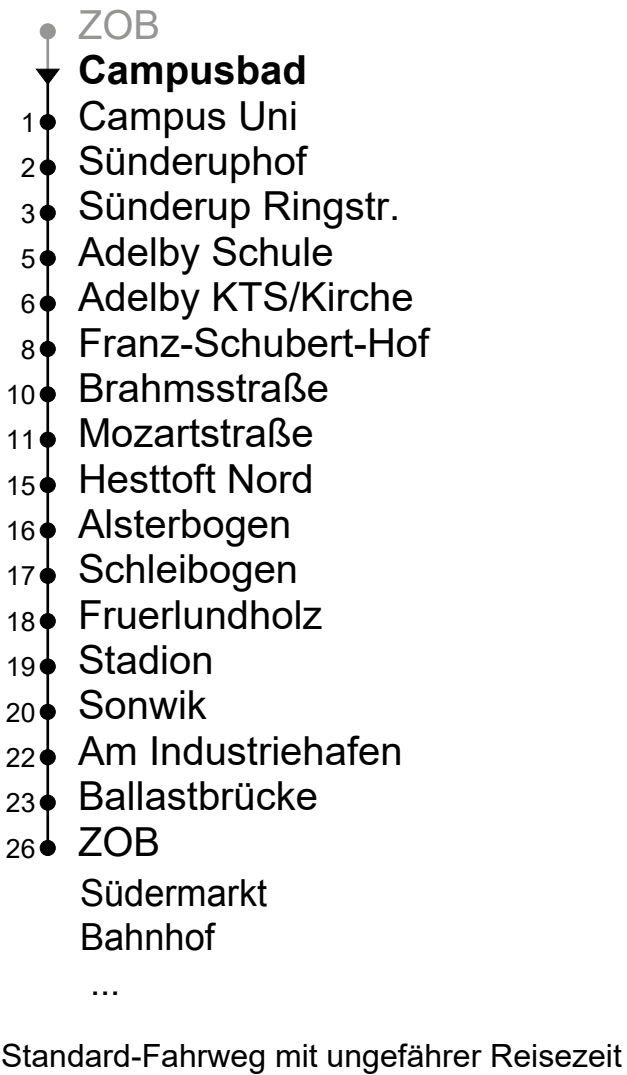 ZOB
Campusbad
1 Campus Uni
2 Sünderuphof
3 Sünderup Ringstr.
5 Adelby Schule
6 Adelby KTS/Kirche
8 Franz-Schubert-Hof
10 Brahmsstraße
11 Mozartstraße
15 Hesttoft Nord
16 Alsterbogen
17 Schleibogen
18 Fruerlundholz
19 Stadion
20 Sonwik
22 Am Industriehafen
23 Ballastbrücke
26 ZOB
Südermarkt
Bahnhof
...
Standard-Fahrweg mit ungefährer Reisezeit